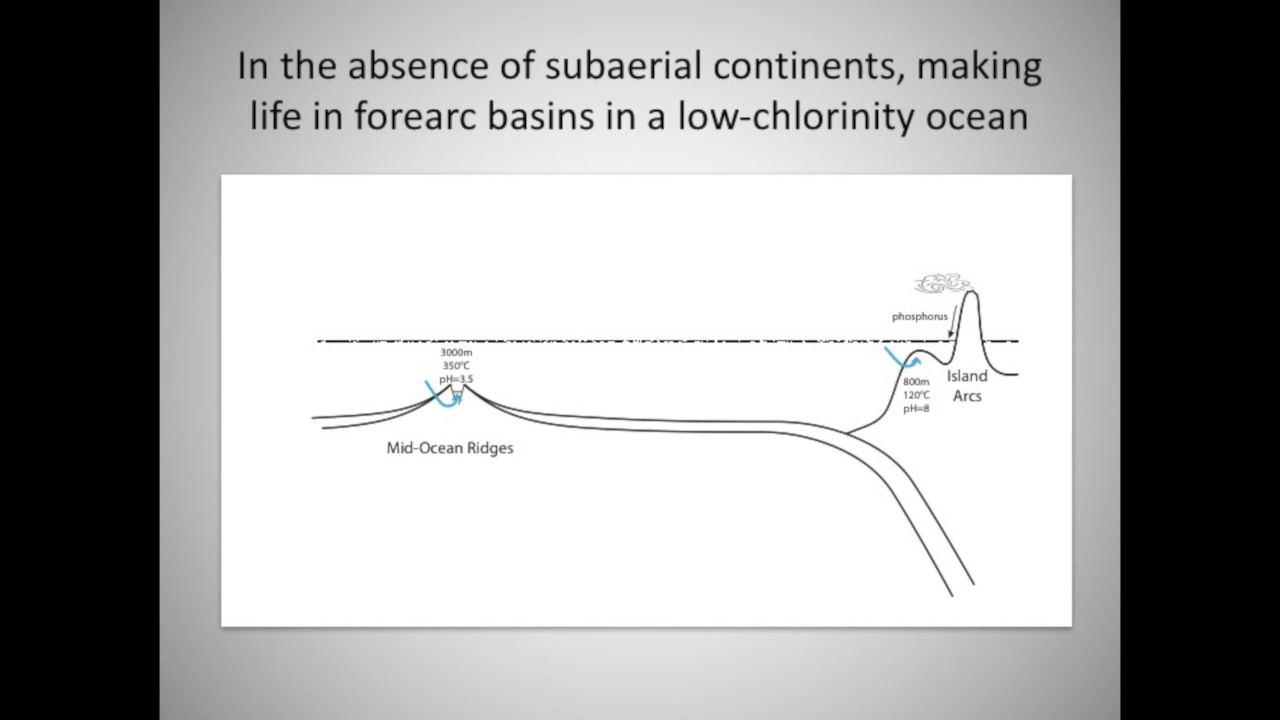 In the absence of subaerial continents, making
life in forearc basins in a low-chlorinity ocean
phosphorus
3000m
350°C
pH=3.5
800m
120°C
pH=8
Island
Arcs
Mid-Ocean Ridges